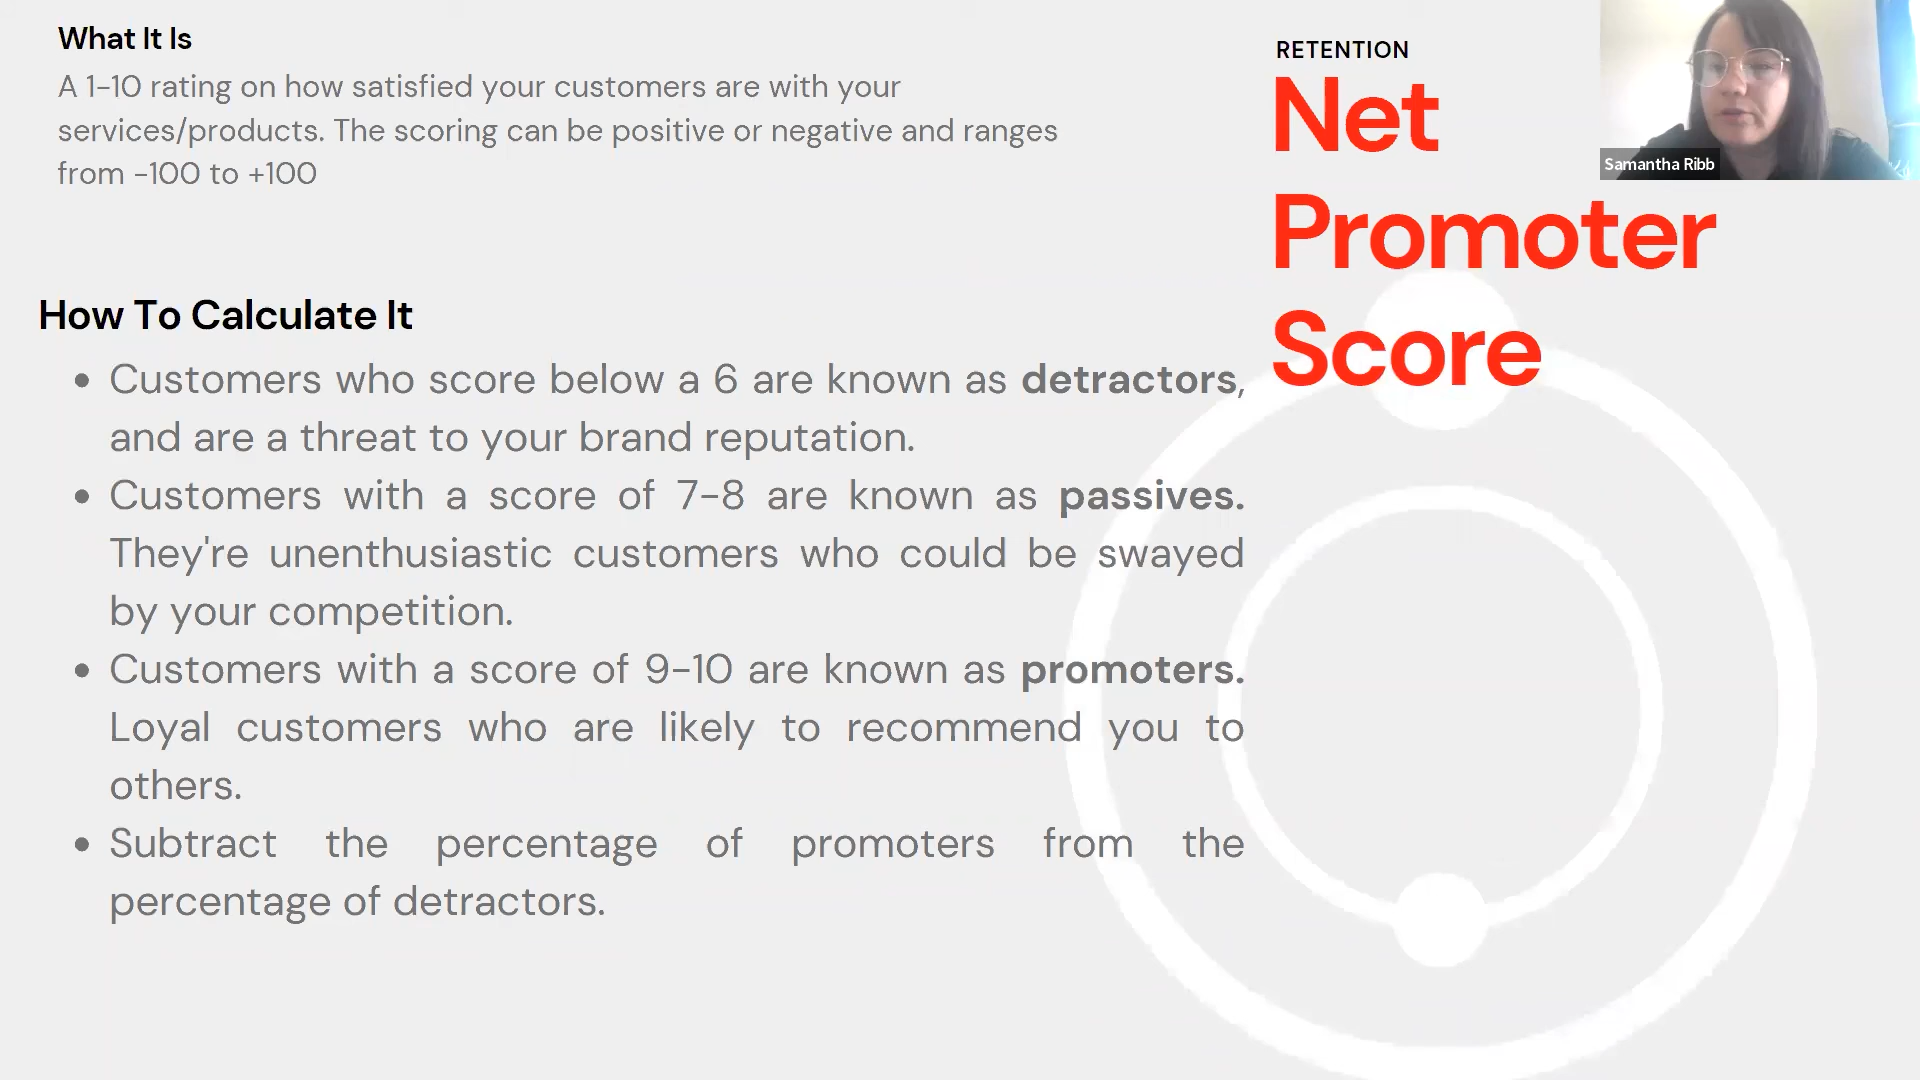 What It Is
A 1-10 rating on how satisfied your customers are with your
services/products. The scoring can be positive or negative and ranges
from -100 to +100
How To Calculate It
• Customers who score below a 6 are known as detractors,
and are a threat to your brand reputation.
• Customers with a score of 7-8 are known as passives.
They're unenthusiastic customers who could be swayed
by your competition.
• Customers with a score of 9-10 are known as promoters.
Loyal customers who are likely to recommend you to
others.
• Subtract the percentage of promoters from the
percentage of detractors.
RETENTION
Net
Promoter
Score
Samantha Ribb